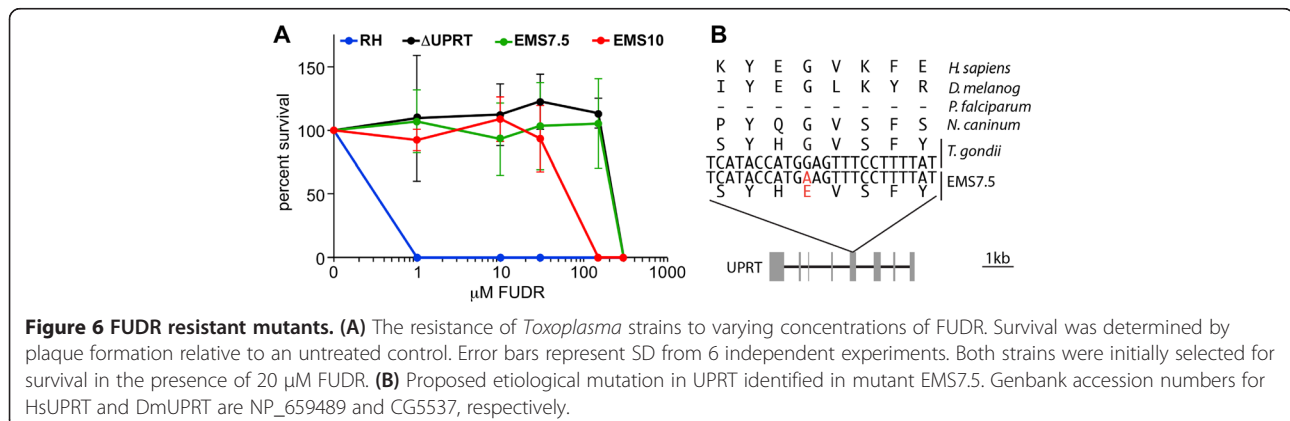 A
RH ΔUPRT EMS7.5 EMS10
percent survival
150
100
50
0
0 1 10 100 1000
μM FUDR
B
K Y E G V K F E H. sapiens
I Y E G L K Y R D. melanog
- - - - - - - - P. falciparum
P Y Q G V S F S N. caninum
S Y H G V S F Y T. gondii
TCATACCATGGAGTTTCCTTTTAT
TCATACCATGAAGTTTCCTTTTAT EMS7.5
S Y H E V S F Y
UPRT
1kb
Figure 6 FUDR resistant mutants. (A) The resistance of Toxoplasma strains to varying concentrations of FUDR. Survival was determined by
plaque formation relative to an untreated control. Error bars represent SD from 6 independent experiments. Both strains were initially selected for
survival in the presence of 20 μM FUDR. (B) Proposed etiological mutation in UPRT identified in mutant EMS7.5. Genbank accession numbers for
HsUPRT and DmUPRT are NP_659489 and CG5537, respectively.